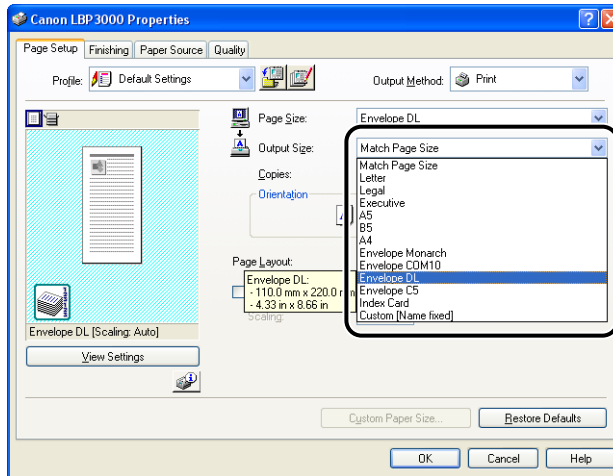 Canon LBP3000 Properties
Page Setup
Finishing
Paper Source
Quality
Profile:
Default Settings
Output Method:
Print
Page Size:
Envelope DL
Output Size:
Match Page Size
Copies:
Orientation
Match Page Size
Letter
Legal
Executive
A5
B5
A4
Envelope Monarch
Envelope COM10
Envelope DL
Envelope C5
Index Card
Custom [Name fixed]
Page Layout:
Envelope DL:
- 110.0 mm x 220.0
- 4.33 in x 8.66 in
Scaling:
Envelope DL [Scaling: Auto]
View Settings
Custom Paper Size...
Restore Defaults
OK
Cancel
Help